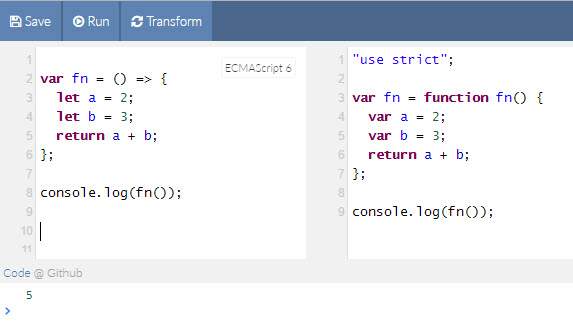 Save Run Transform
1
2 var fn = () => {
3 let a = 2;
4 let b = 3;
5 return a + b;
6 };
7
8 console.log(fn());
9
10
11
ECMAScript 6
1 "use strict";
2
3 var fn = function fn() {
4 var a = 2;
5 var b = 3;
6 return a + b;
7 };
8
9 console.log(fn());
Code @ Github
5
>